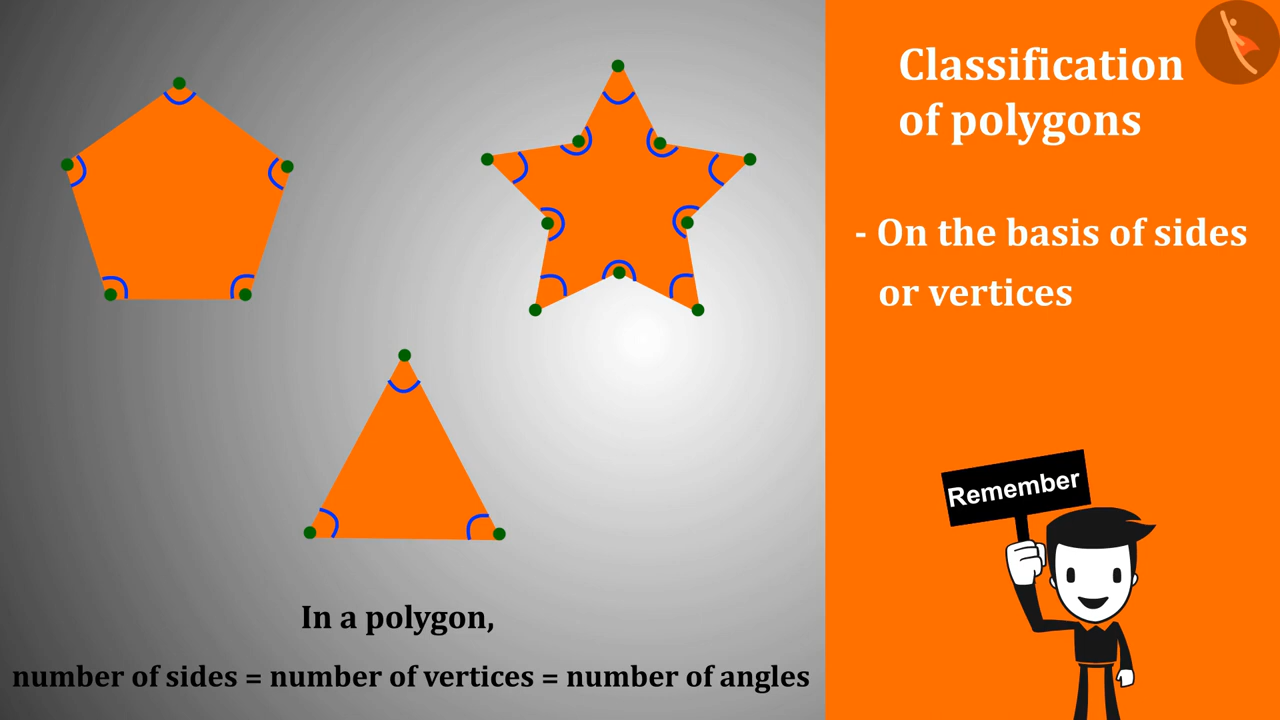 Classification
of polygons
- On the basis of sides
or vertices
Remember
In a polygon,
number of sides = number of vertices = number of angles